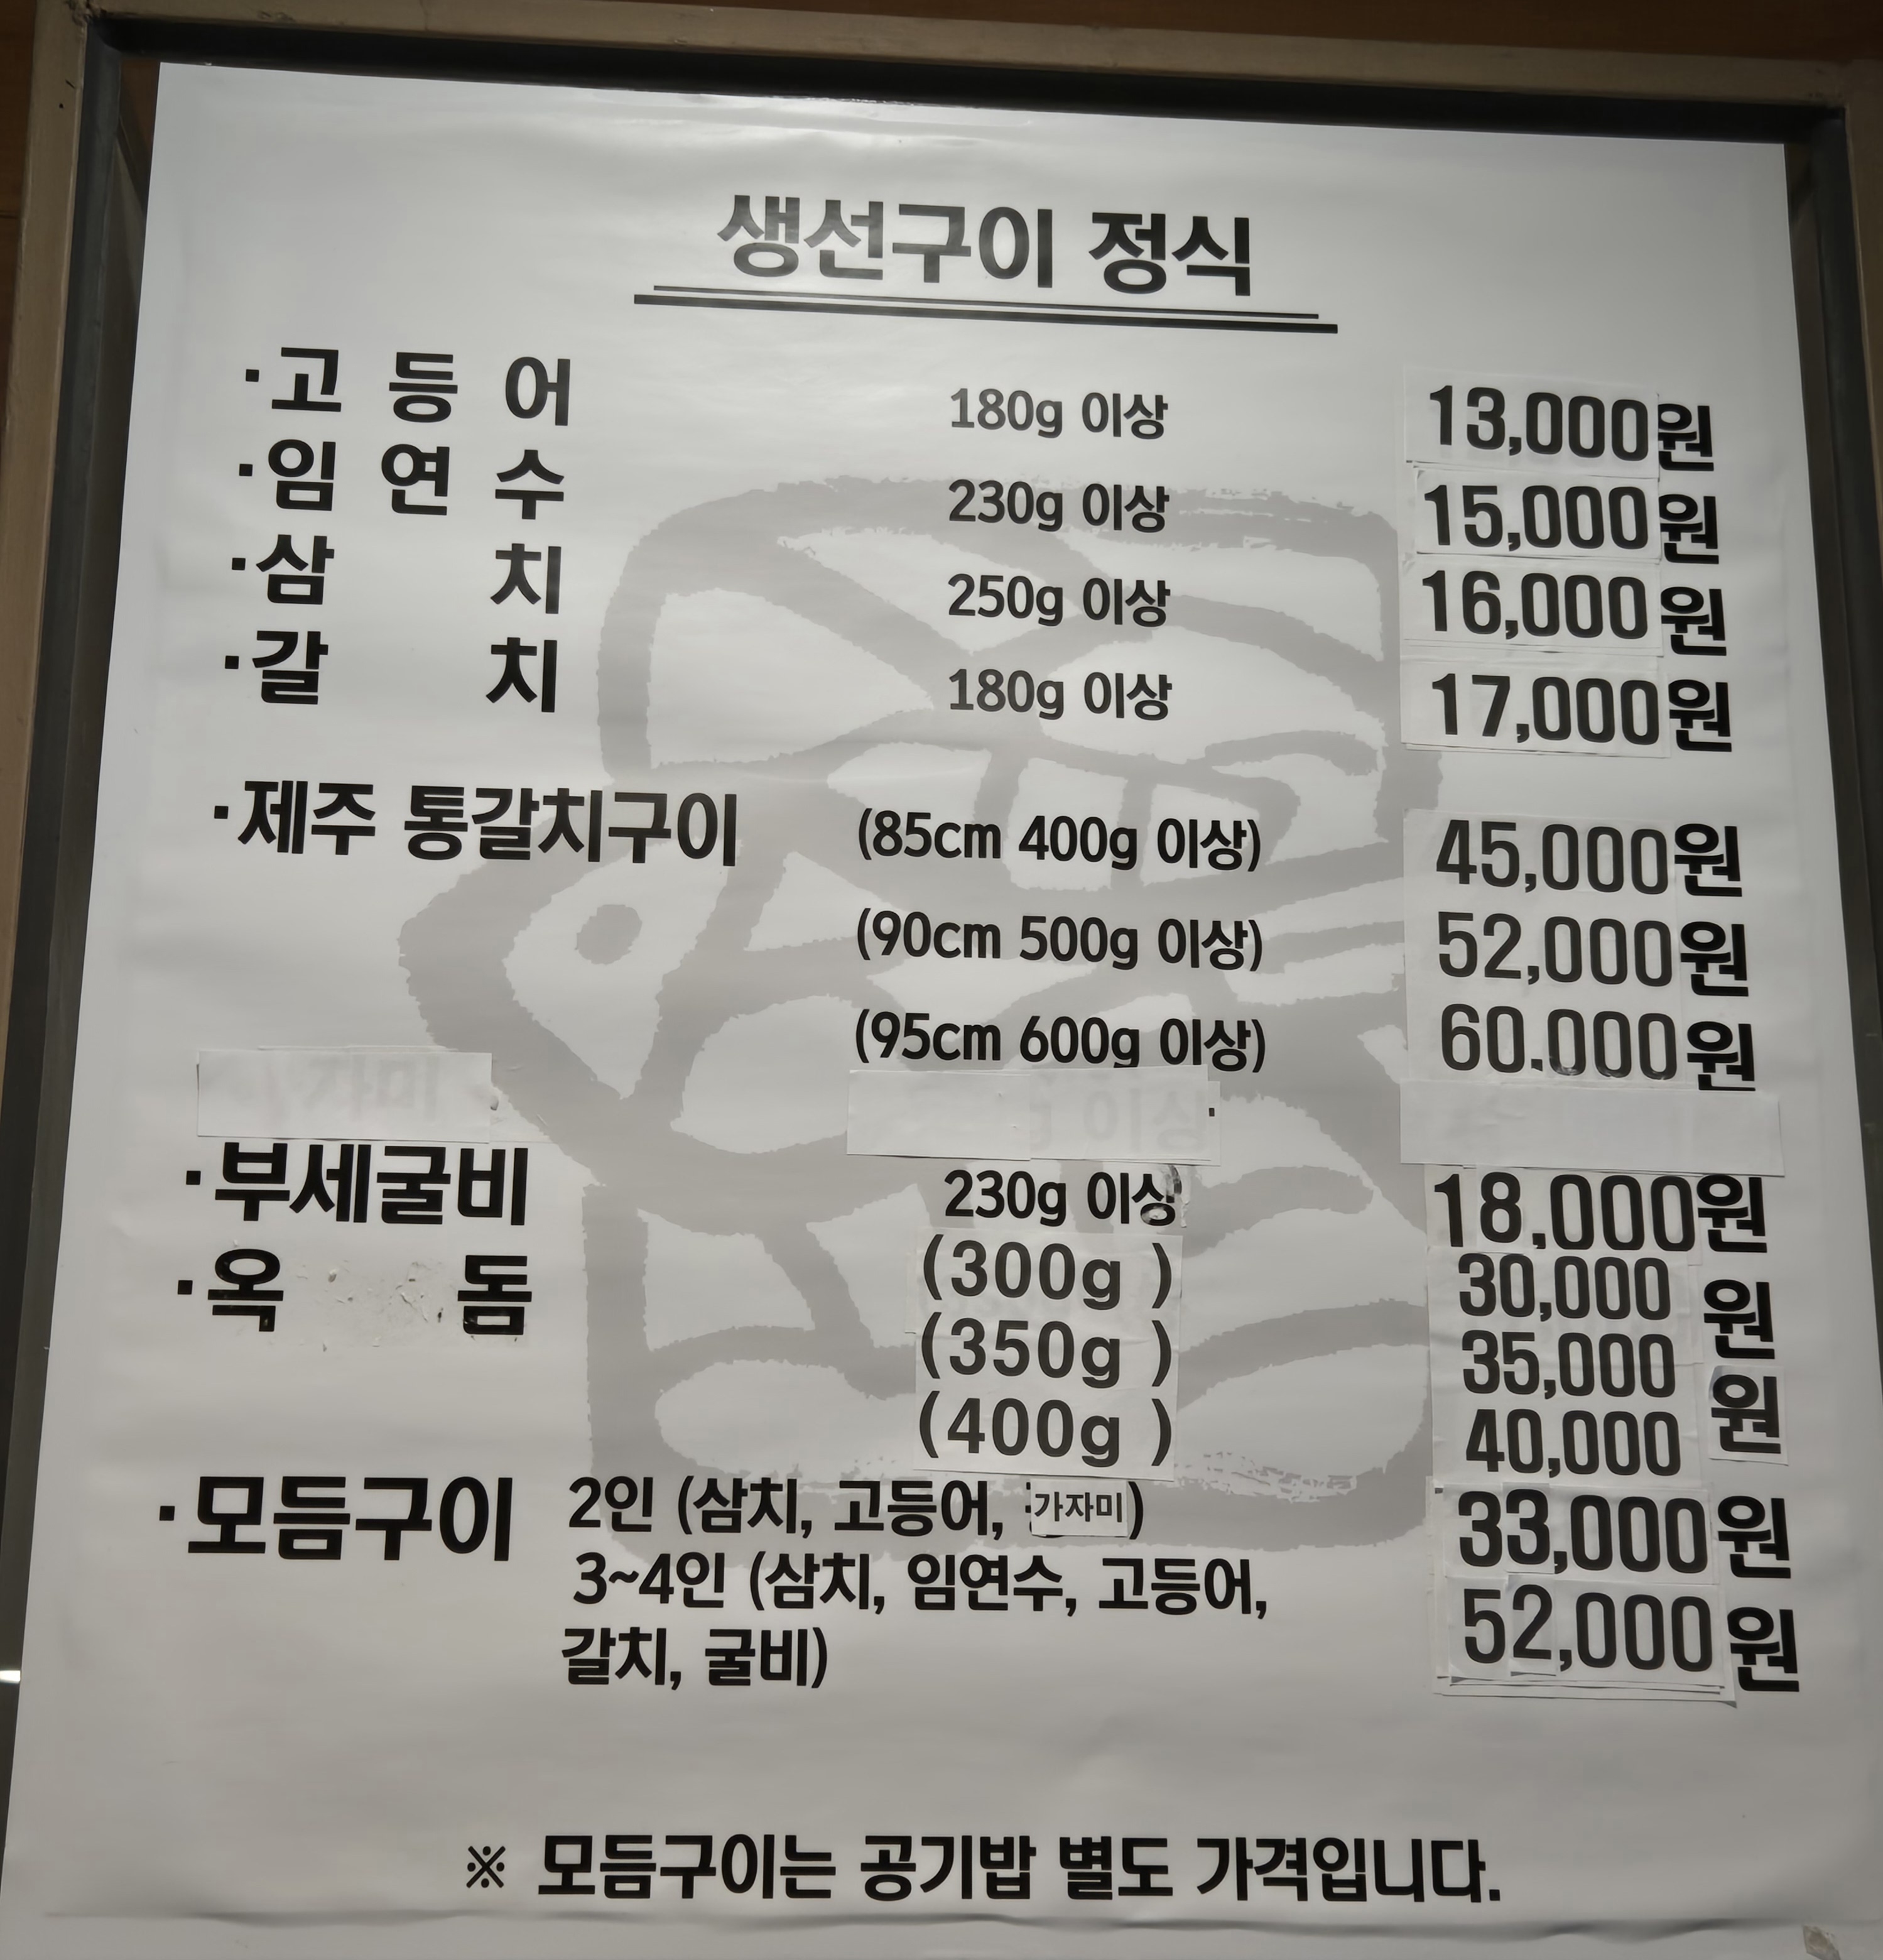 생선구이 정식
·고 등 어 180g 이상 13,000원
·임 연 수 230g 이상 15,000원
·삼 치 250g 이상 16,000원
·갈 치 180g 이상 17,000원
·제주 통갈치구이 (85cm 400g 이상) 45,000원
(90cm 500g 이상) 52,000원
(95cm 600g 이상) 60.000원
·부세굴비 230g 이상 18.000원
·옥 돔 (300g ) 30,000 원
(350g ) 35,000 원
(400g ) 40,000
·모듬구이 2인 (삼치, 고등어, 가자미) 33,000원
3~4인 (삼치, 임연수, 고등어, 52,000원
갈치, 굴비)
※ 모듬구이는 공기밥 별도 가격입니다.